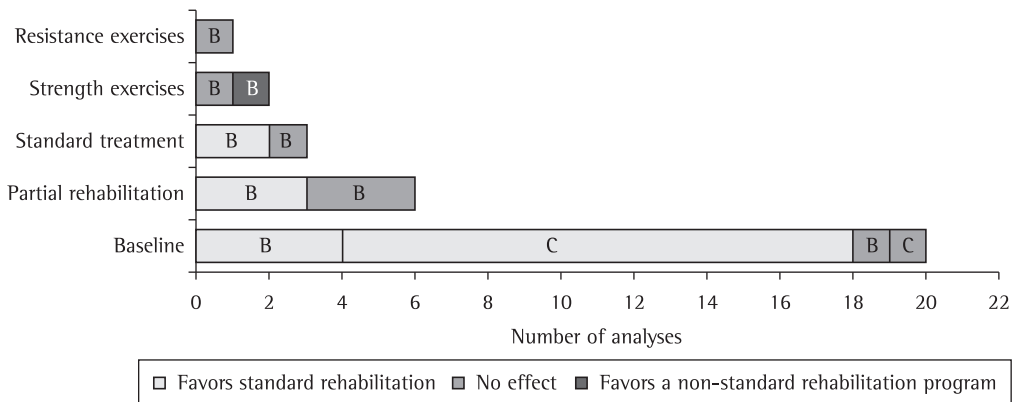 Resistance exercises B
Strength exercises B B
Standard treatment B B
Partial rehabilitation B B
Baseline B C B C
0 2 4 6 8 10 12 14 16 18 20 22
Number of analyses
Favors standard rehabilitation No effect Favors a non-standard rehabilitation program